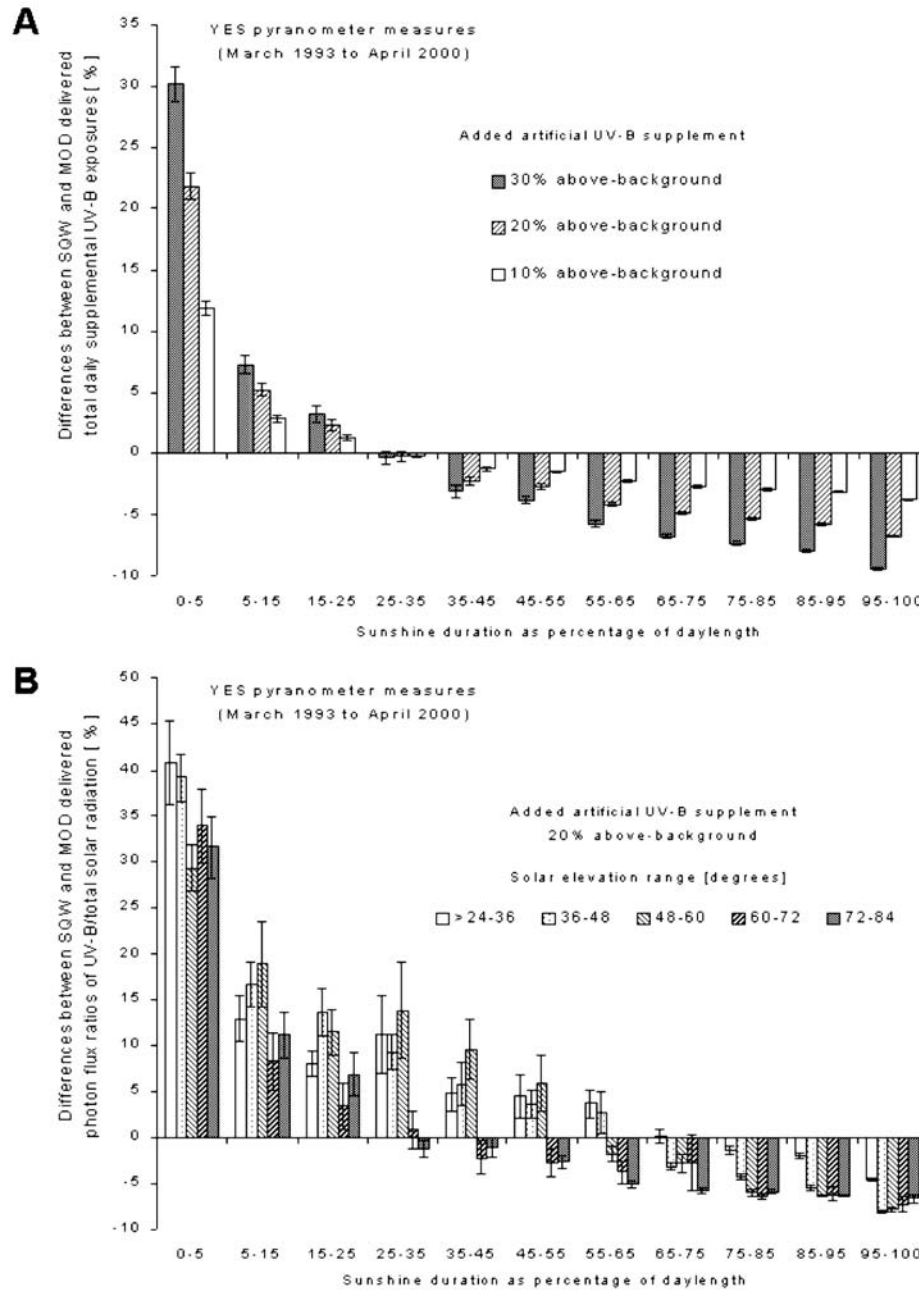 A
YES pyranometer measures
(March 1993 to April 2000)
Differences between SQW and MOD delivered
total daily supplemental UV-B exposures [%]
35
30
25
20
15
10
5
0
-5
-10
Added artificial UV-B supplement
30% above-background
20% above-background
10% above-background
0-5 5-15 15-25 25-35 35-45 45-55 55-65 65-75 75-85 85-95 95-100
Sunshine duration as percentage of daylength
B
YES pyranometer measures
(March 1993 to April 2000)
Differences between SQW and MOD delivered
photon flux ratios of UV-B/total solar radiation [%]
50
45
40
35
30
25
20
15
10
5
0
-5
-10
Added artificial UV-B supplement
20% above-background
Solar elevation range [degrees]
>24-36 36-48 48-60 60-72 72-84
0-5 5-15 15-25 25-35 35-45 45-55 55-65 65-75 75-85 85-95 95-100
Sunshine duration as percentage of daylength